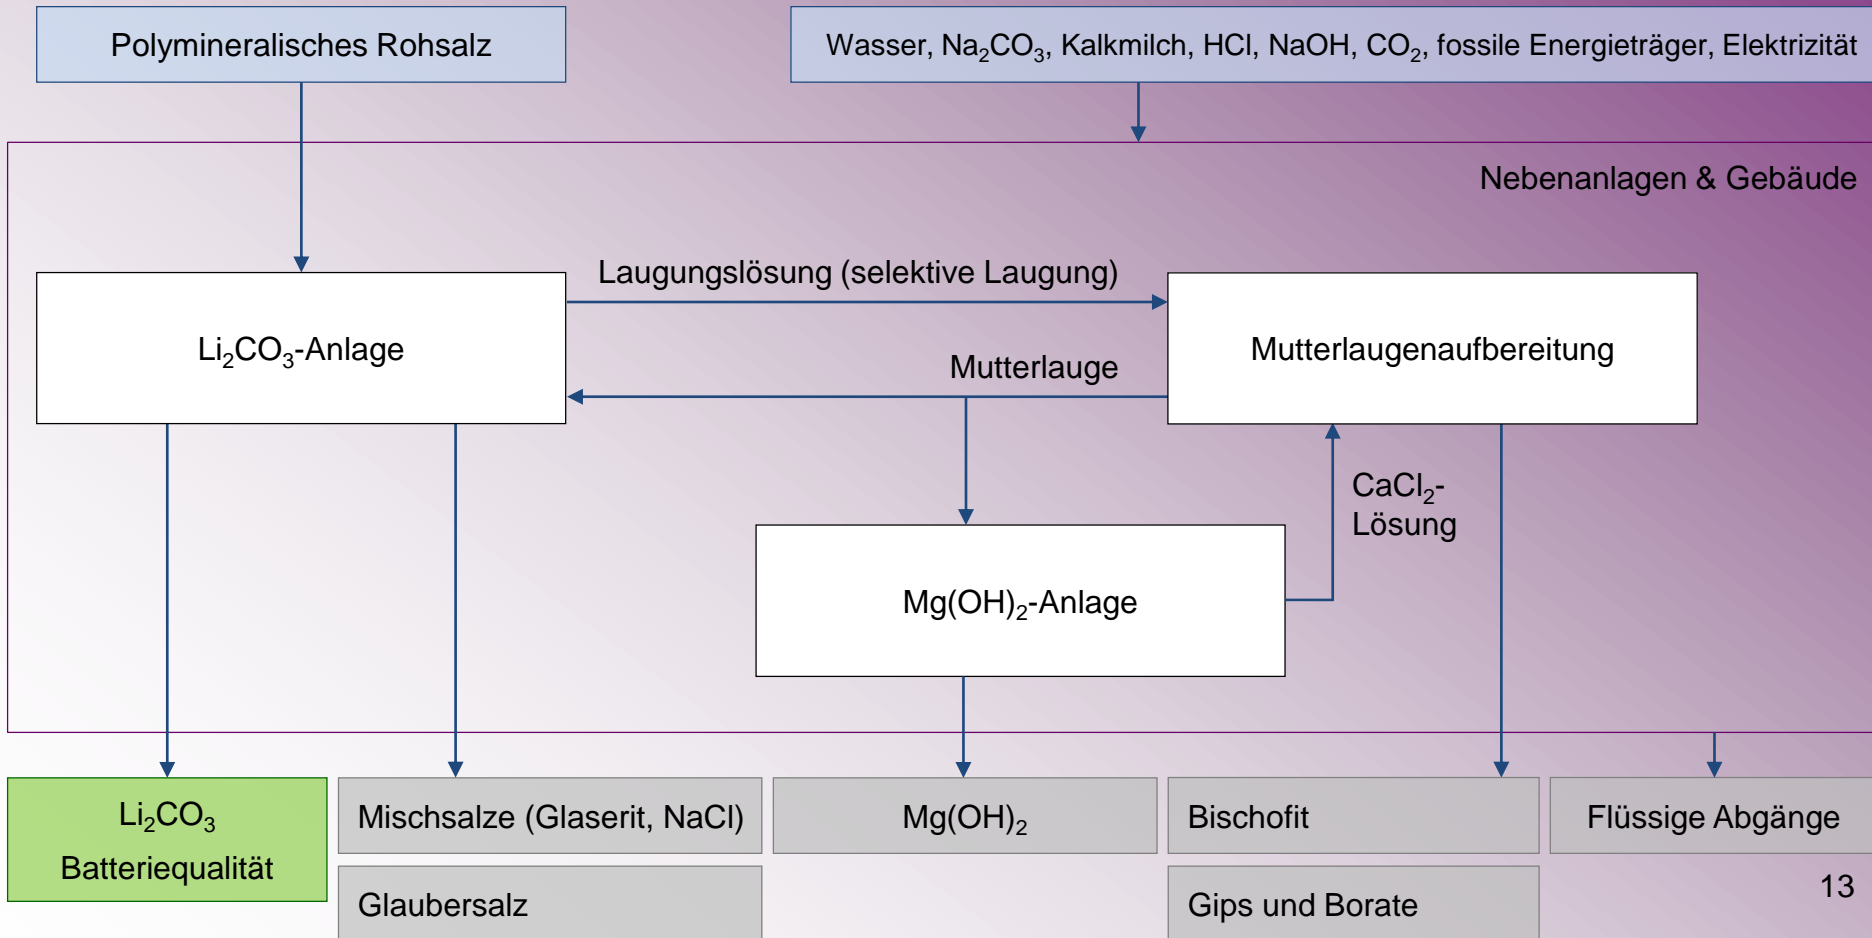 Polymineralisches Rohsalz
Wasser, Na₂CO₃, Kalkmilch, HCl, NaOH, CO₂, fossile Energieträger, Elektrizität
Nebenanlagen & Gebäude
Laugungslösung (selektive Laugung)
Li₂CO₃-Anlage
Mutterlaugenaufbereitung
Mutterlauge
CaCl₂-
Lösung
Mg(OH)₂-Anlage
Li₂CO₃
Batteriequalität
Mischsalze (Glaserit, NaCl)
Mg(OH)₂
Bischofit
Flüssige Abgänge
Glaubersalz
Gips und Borate
13